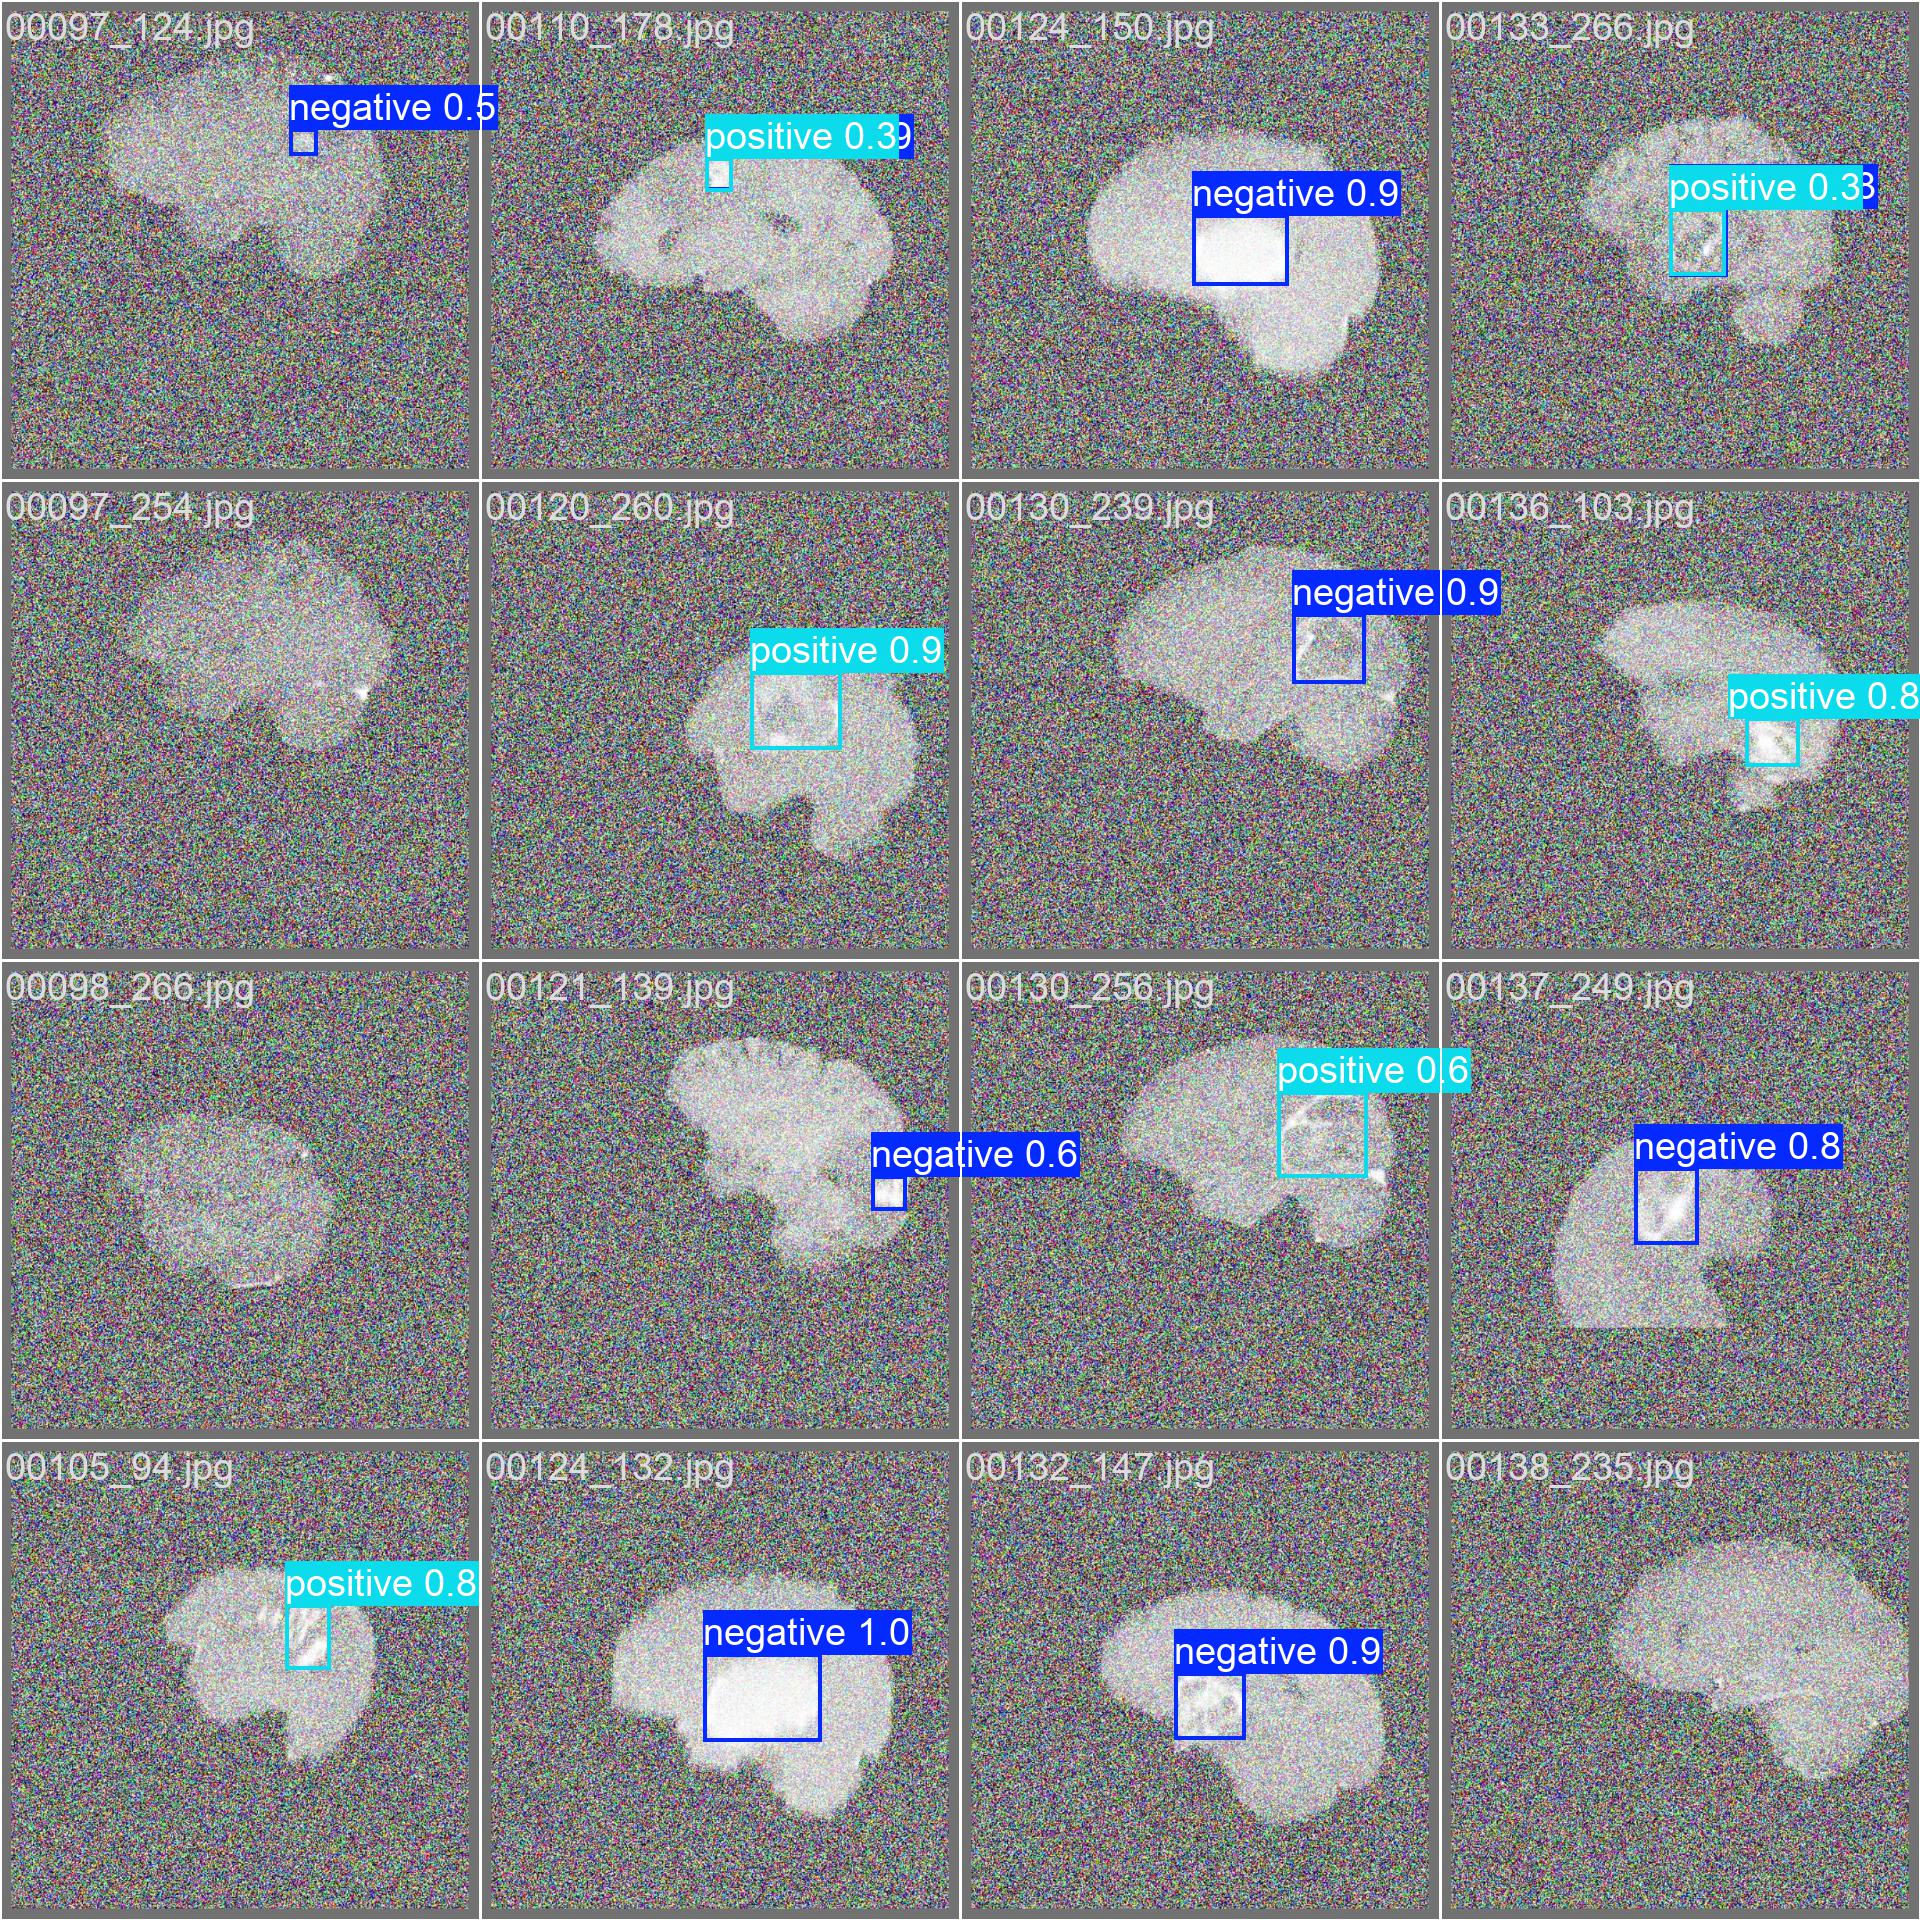 00097_124.jpg
negative 0.5
00110_178.jpg
positive 0.3
9
00124_150.jpg
negative 0.9
00133_266.jpg
positive 0.3
00097_254.jpg
00120_260.jpg
positive 0.9
00130_239.jpg
negative 0.9
00136_103.jpg
positive 0.8
00098_266.jpg
00121_139.jpg
negative 0.6
00130_256.jpg
positive 0.6
00137_249.jpg
negative 0.8
00105_94.jpg
positive 0.8
00124_132.jpg
negative 1.0
00132_147.jpg
negative 0.9
00138_235.jpg